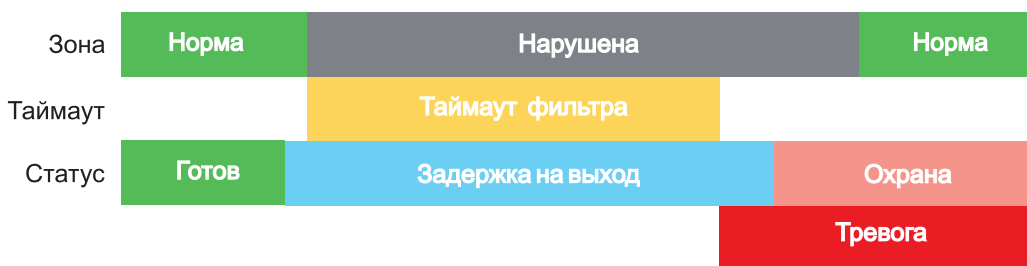 Зона Норма Нарушена Норма
Таймаут Таймаут фильтра
Статус Готов Задержка на выход Охрана
Тревога